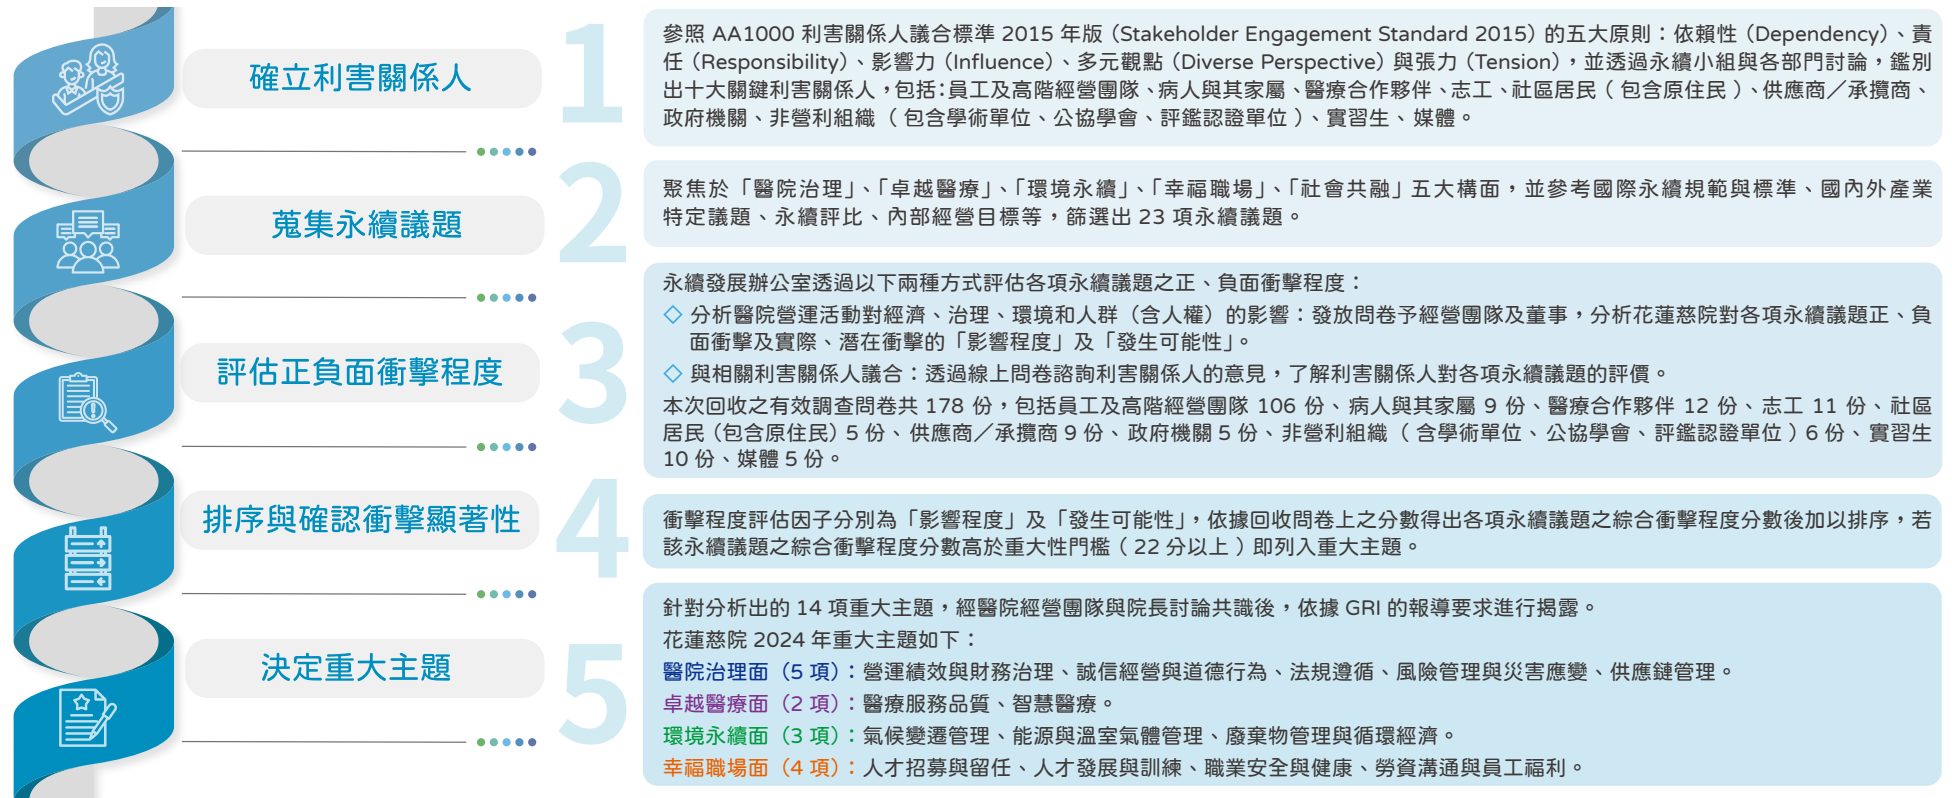 1
確立利害關係人
參照 AA1000 利害關係人議合標準 2015 年版（Stakeholder Engagement Standard 2015）的五大原則：依賴性（Dependency）、責
任（Responsibility）、影響力（Influence）、多元觀點（Diverse Perspective）與張力（Tension），並透過永續小組與各部門討論，鑑別
出十大關鍵利害關係人，包括：員工及高階經營團隊、病人與其家屬、醫療合作夥伴、志工、社區居民（包含原住民）、供應商／承攬商、
政府機關、非營利組織（包含學術單位、公協學會、評鑑認證單位）、實習生、媒體。
2
蒐集永續議題
聚焦於「醫院治理」、「卓越醫療」、「環境永續」、「幸福職場」、「社會共融」五大構面，並參考國際永續規範與標準、國內外產業
特定議題、永續評比、內部經營目標等，篩選出 23 項永續議題。
3
評估正負面衝擊程度
永續發展辦公室透過以下兩種方式評估各項永續議題之正、負面衝擊程度：
◇ 分析醫院營運活動對經濟、治理、環境和人群（含人權）的影響：發放問卷予經營團隊及董事，分析花蓮慈院對各項永續議題正、負
面衝擊及實際、潛在衝擊的「影響程度」及「發生可能性」。
◇ 與相關利害關係人議合：透過線上問卷諮詢利害關係人的意見，了解利害關係人對各項永續議題的評價。
本次回收之有效調查問卷共 178 份，包括員工及高階經營團隊 106 份、病人與其家屬 9 份、醫療合作夥伴 12 份、志工 11 份、社區
居民（包含原住民）5 份、供應商／承攬商 9 份、政府機關 5 份、非營利組織（含學術單位、公協學會、評鑑認證單位）6 份、實習生
10 份、媒體 5 份。
4
排序與確認衝擊顯著性
衝擊程度評估因子分別為「影響程度」及「發生可能性」，依據回收問卷上之分數得出各項永續議題之綜合衝擊程度分數後加以排序，若
該永續議題之綜合衝擊程度分數高於重大性門檻（22 分以上）即列入重大主題。
5
決定重大主題
針對分析出的 14 項重大主題，經醫院經營團隊與院長討論共識後，依據 GRI 的報導要求進行揭露。
花蓮慈院 2024 年重大主題如下：
醫院治理面（5 項）：營運績效與財務治理、誠信經營與道德行為、法規遵循、風險管理與災害應變、供應鏈管理。
卓越醫療面（2 項）：醫療服務品質、智慧醫療。
環境永續面（3 項）：氣候變遷管理、能源與溫室氣體管理、廢棄物管理與循環經濟。
幸福職場面（4 項）：人才招募與留任、人才發展與訓練、職業安全與健康、勞資溝通與員工福利。